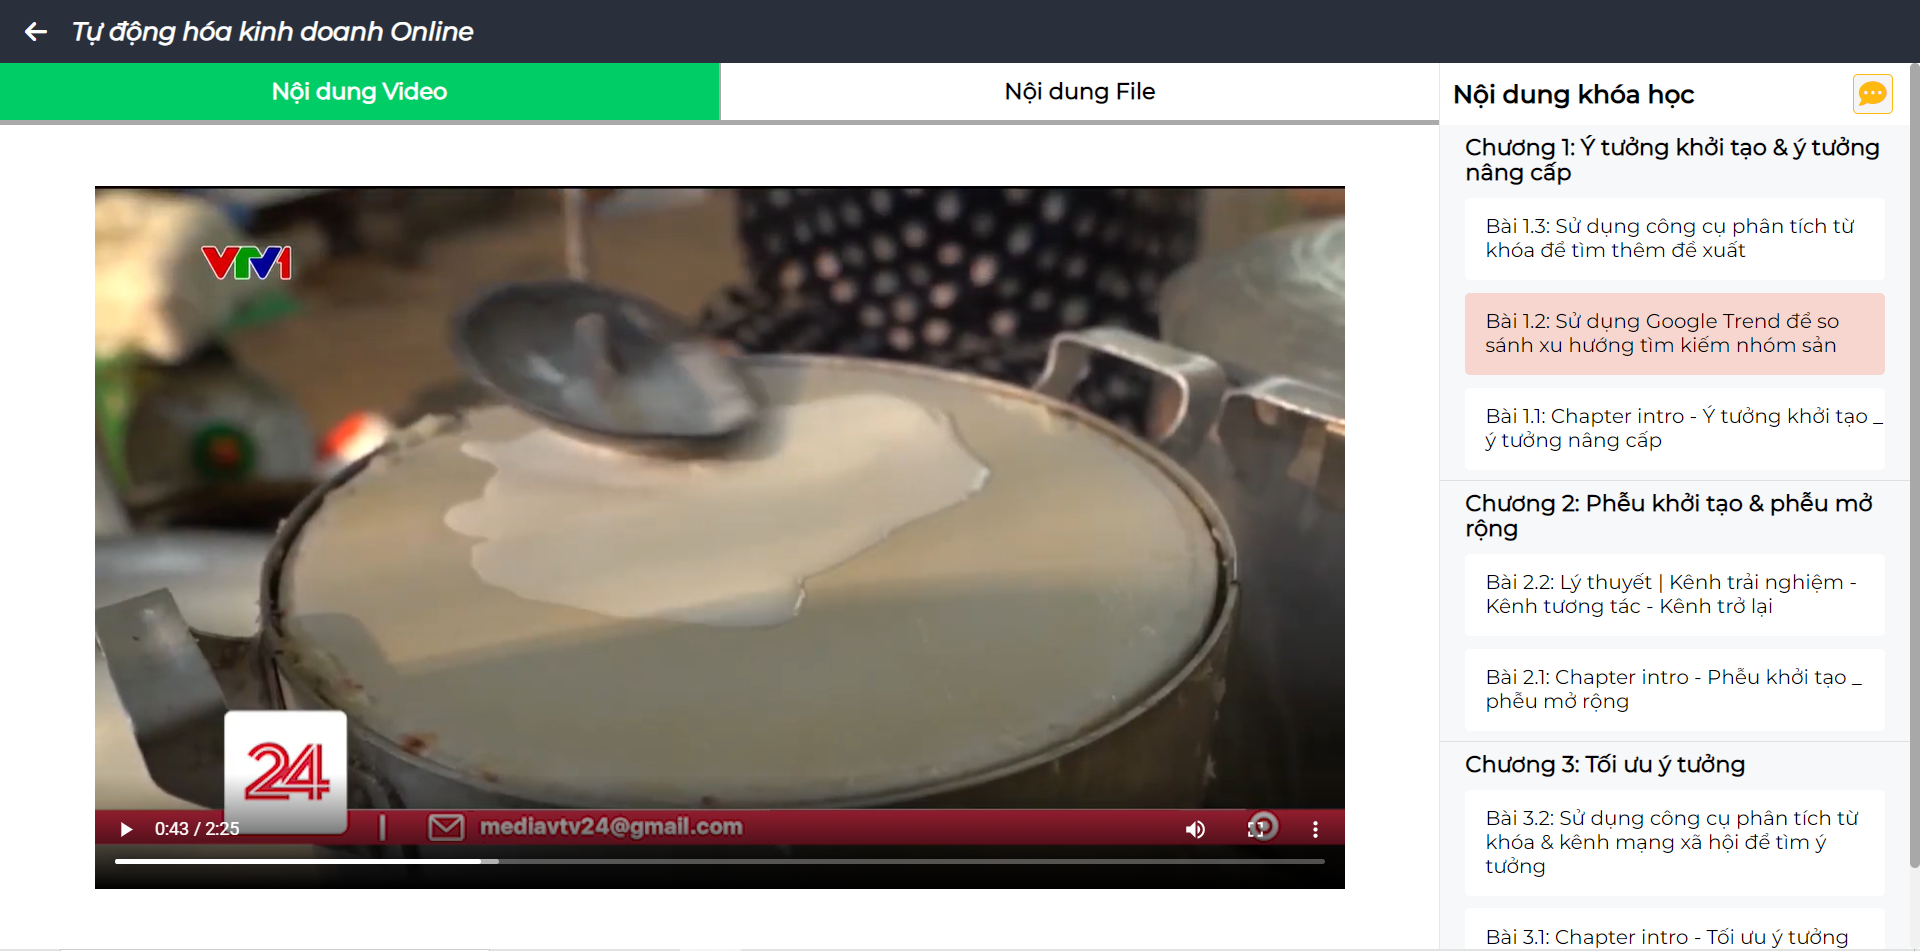 Tự động hóa kinh doanh Online
Nội dung Video
Nội dung File
VTV1
24
mediavtv24@gmail.com
0:43 / 2:25
Nội dung khóa học
Chương 1: Ý tưởng khởi tạo & ý tưởng
nâng cấp
Bài 1.3: Sử dụng công cụ phân tích từ
khóa để tìm thêm đề xuất
Bài 1.2: Sử dụng Google Trend để so
sánh xu hướng tìm kiếm nhóm sản
Bài 1.1: Chapter intro - Ý tưởng khởi tạo _
ý tưởng nâng cấp
Chương 2: Phễu khởi tạo & phễu mở
rộng
Bài 2.2: Lý thuyết | Kênh trải nghiệm -
Kênh tương tác - Kênh trở lại
Bài 2.1: Chapter intro - Phễu khởi tạo _
phễu mở rộng
Chương 3: Tối ưu ý tưởng
Bài 3.2: Sử dụng công cụ phân tích từ
khóa & kênh mạng xã hội để tìm ý
tưởng
Bài 3.1: Chapter intro - Tối ưu ý tưởng